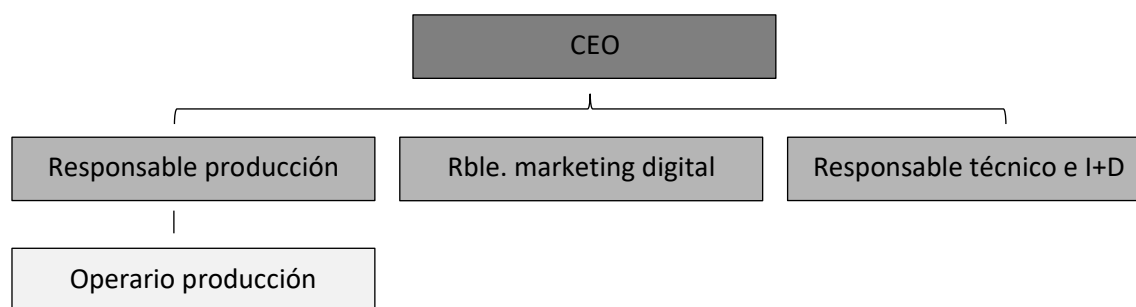 CEO
Responsable producción
Rble. marketing digital
Responsable técnico e I+D
Operario producción